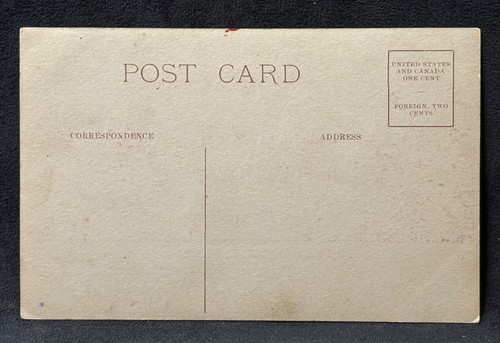 POST CARD
UNITED STATES
AND CANADA
ONE CENT
FOREIGN, TWO
CENTS
CORRESPONDENCE
ADDRESS